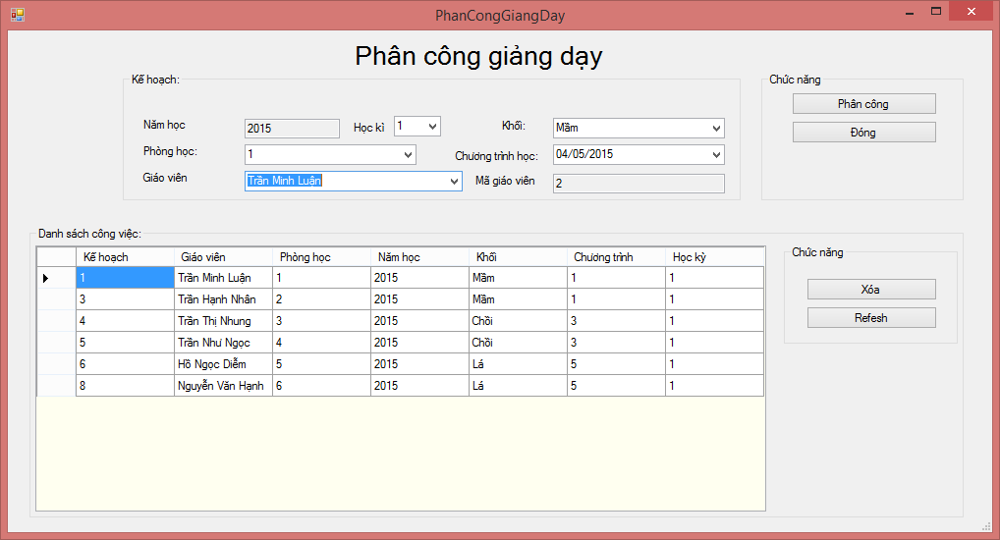 PhanCongGiangDay
Phân công giảng dạy
Kế hoạch:
Năm học 2015 Học kì 1 Khối: Mầm
Phòng học: 1 Chương trình học: 04/05/2015
Giáo viên Trần Minh Luận Mã giáo viên 2
Chức năng
Phân công
Đóng
Danh sách công việc:
Kế hoạch Giáo viên Phòng học Năm học Khối Chương trình Học kỳ
1 Trần Minh Luận 1 2015 Mầm 1 1
3 Trần Hạnh Nhân 2 2015 Mầm 1 1
4 Trần Thị Nhung 3 2015 Chồi 3 1
5 Trần Như Ngọc 4 2015 Chồi 3 1
6 Hồ Ngọc Diễm 5 2015 Lá 5 1
8 Nguyễn Văn Hạnh 6 2015 Lá 5 1
Chức năng
Xóa
Refesh